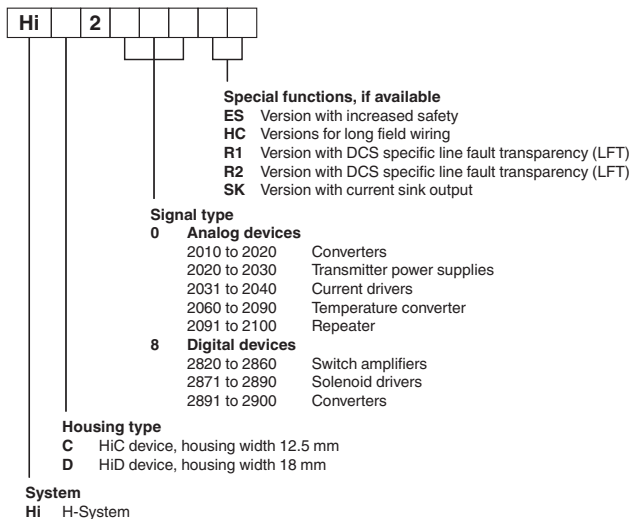 Hi 2
Special functions, if available
ES Version with increased safety
HC Versions for long field wiring
R1 Version with DCS specific line fault transparency (LFT)
R2 Version with DCS specific line fault transparency (LFT)
SK Version with current sink output
Signal type
0 Analog devices
2010 to 2020 Converters
2020 to 2030 Transmitter power supplies
2031 to 2040 Current drivers
2060 to 2090 Temperature converter
2091 to 2100 Repeater
8 Digital devices
2820 to 2860 Switch amplifiers
2871 to 2890 Solenoid drivers
2891 to 2900 Converters
Housing type
C HiC device, housing width 12.5 mm
D HiD device, housing width 18 mm
System
Hi H-System